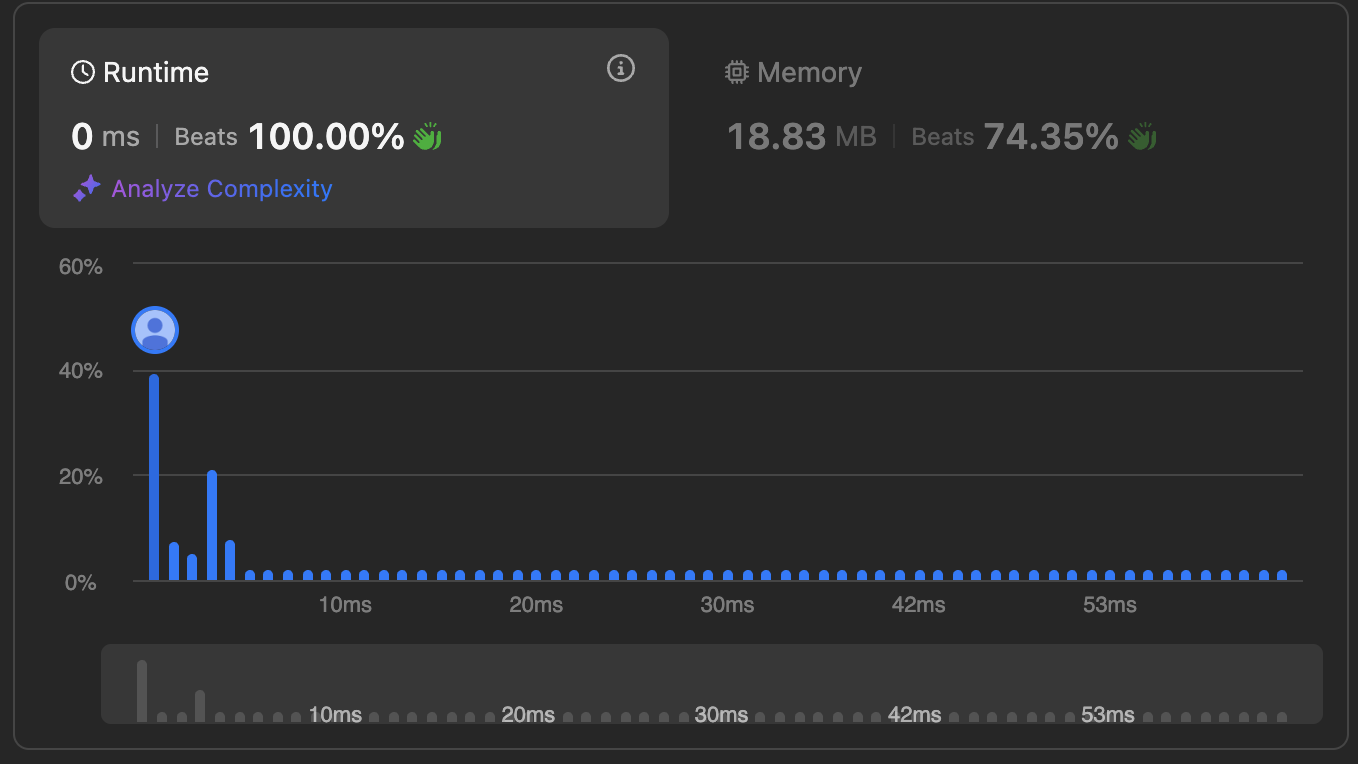 Runtime
0 ms | Beats 100.00%
Analyze Complexity
Memory
18.83 MB | Beats 74.35%
60%
40%
20%
0%
10ms 20ms 30ms 42ms 53ms
10ms 20ms 30ms 42ms 53ms